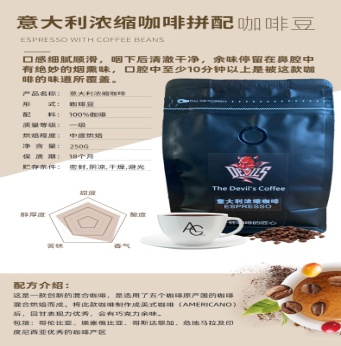 意大利浓缩咖啡拼配咖啡豆
ESPRESSO WITH COFFEE BEANS
口感细腻顺滑，咽下后清澈干净，余味停留在鼻腔中
有绝妙的烟熏味，口腔中至少10分钟以上是被这款咖
啡的味道所覆盖。
产品名称：意大利浓缩咖啡
形 式：咖啡豆
配 料：100%咖啡
质量等级：一级
烘焙程度：中度烘焙
净 含 量：250G
保 质 期：18个月
贮存条件：密封,阴凉,干燥,避光
DEVILS
The Devil's Coffee
意大利浓缩咖啡
ESPRESSO
甜度
醇厚度
酸度
苦味
香气
AC
配方介绍：
这是一款创新的混合咖啡，是选用了五个咖啡原产国的咖啡
混合烘焙而成。将此款咖啡制作成美式咖啡（AMERICANO）
后，回甘表现力优秀，会有巧克力余味。
包括：哥伦比亚、埃塞俄比亚、哥斯达黎加、危地马拉及印
度尼西亚优秀的咖啡产区